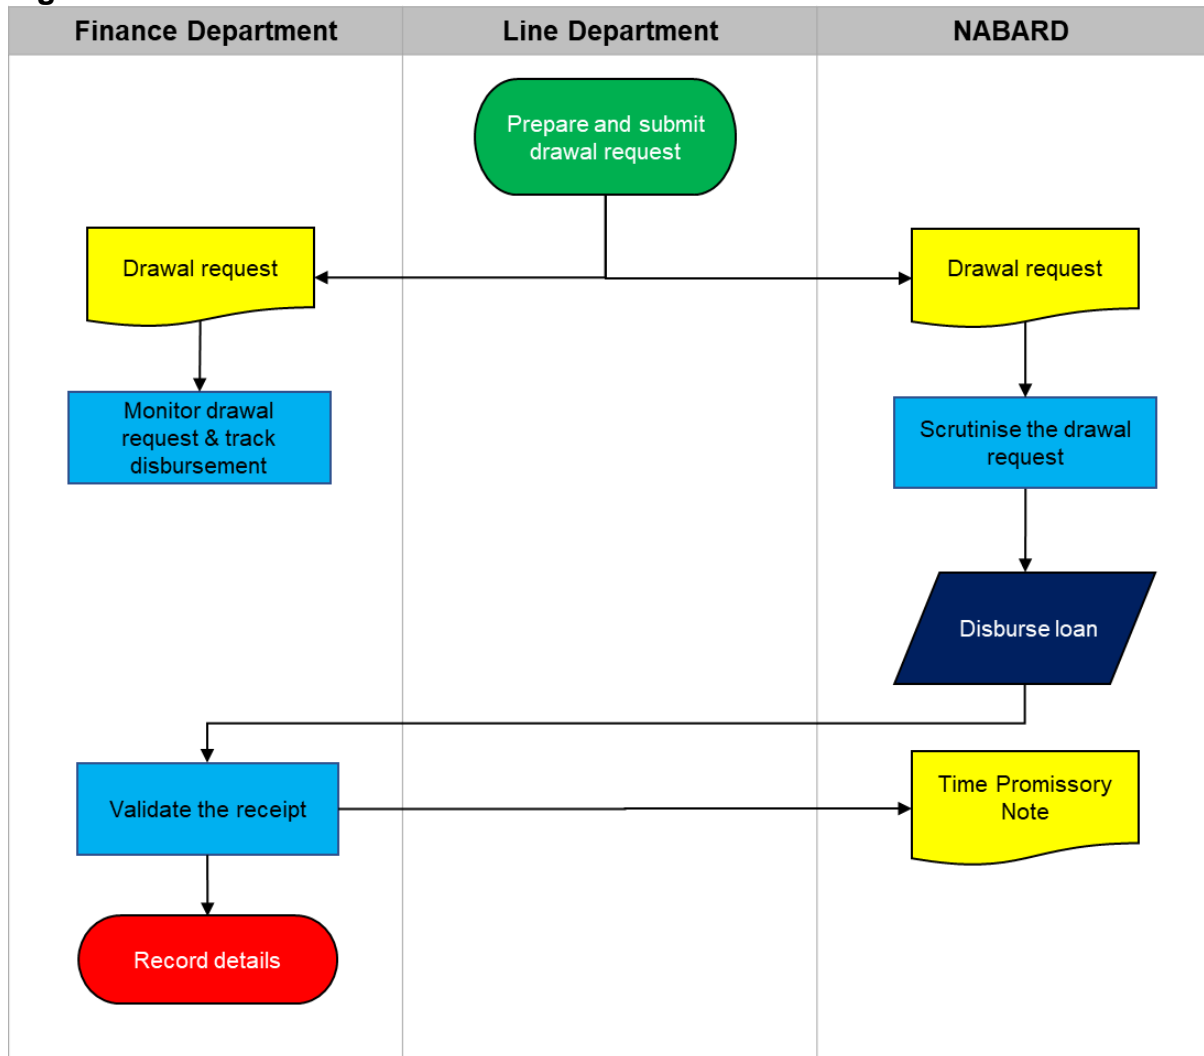 Finance Department
Line Department
NABARD
Prepare and submit
drawal request
Drawal request
Drawal request
Monitor drawal
request & track
disbursement
Scrutinise the drawal
request
Disburse loan
Validate the receipt
Time Promissory
Note
Record details